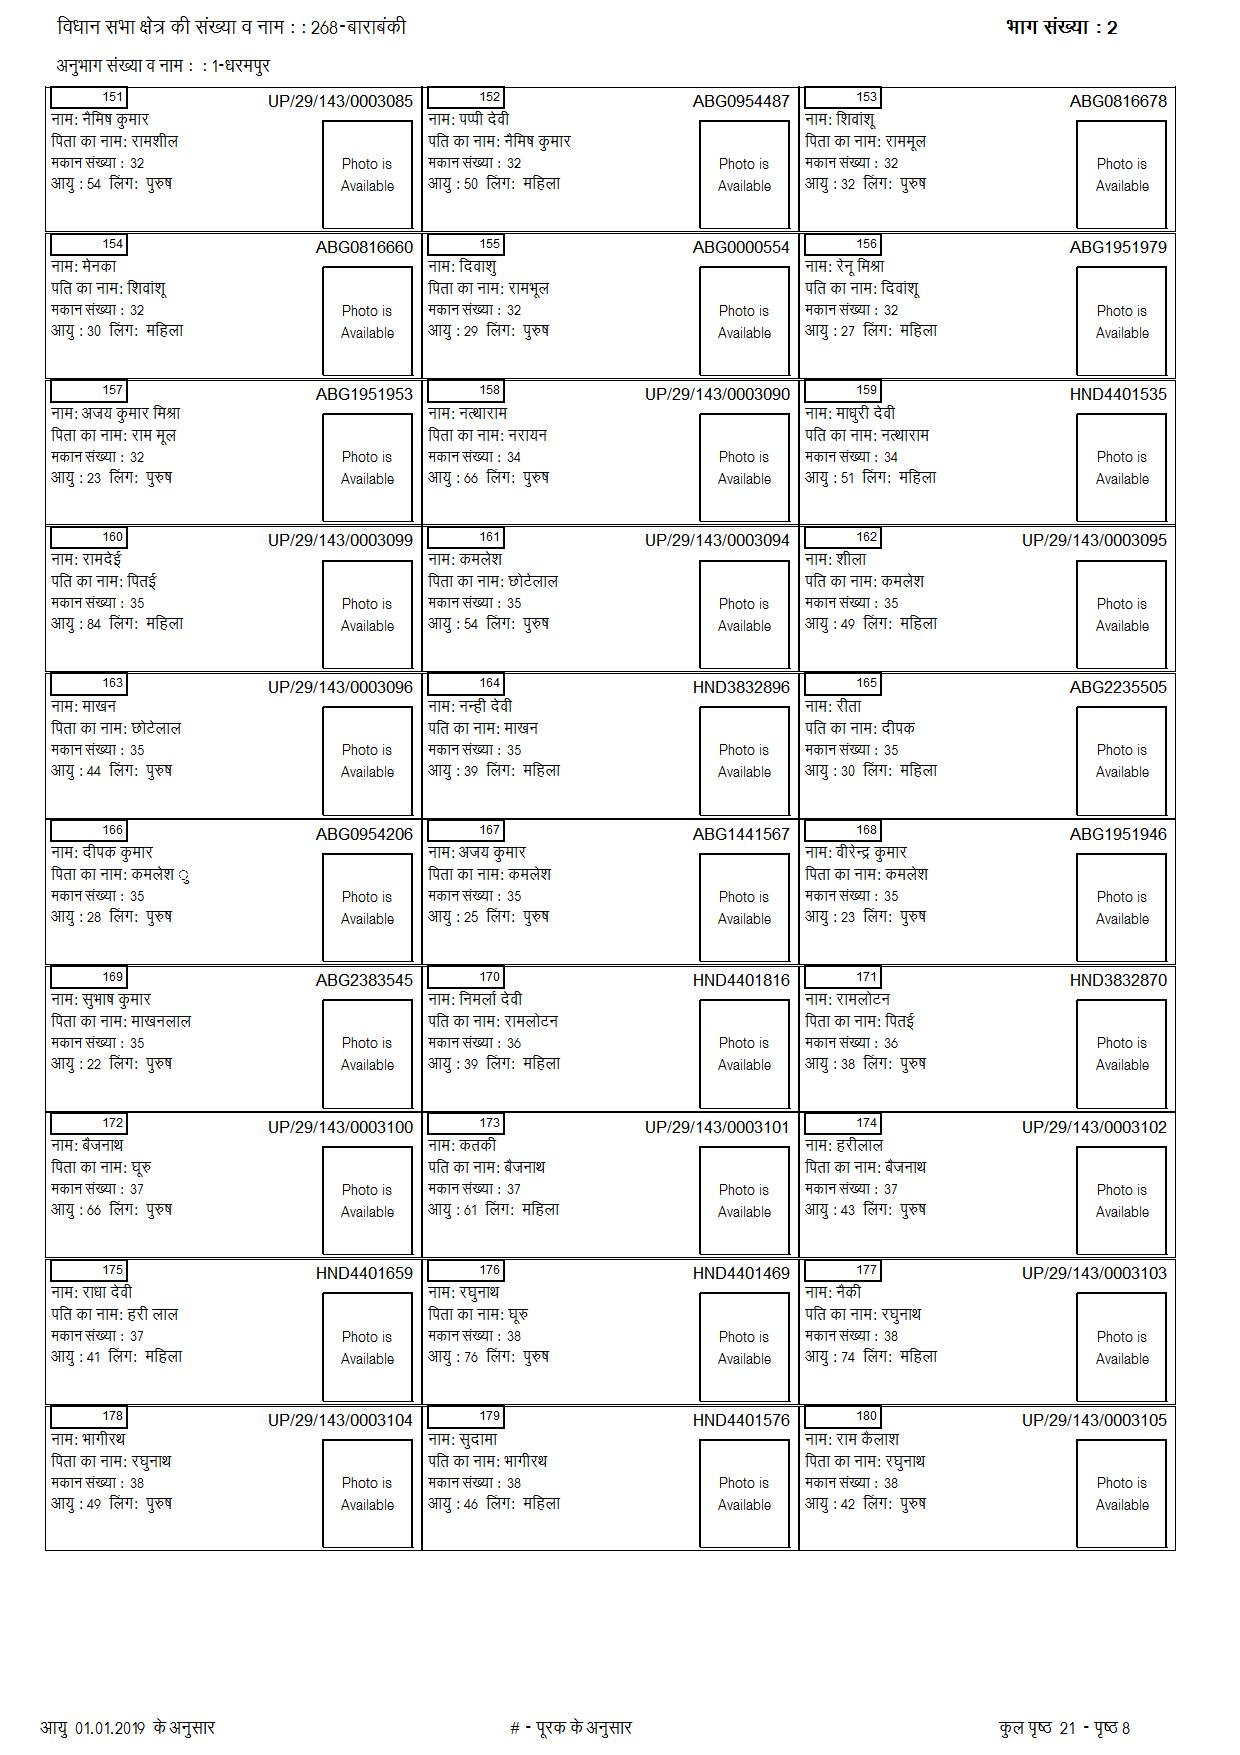 विधान सभा क्षेत्र की संख्या व नाम : : 268-बाराबंकी
भाग संख्या : 2
अनुभाग संख्या व नाम : : 1-धरमपुर
151 UP/29/143/0003085
नाम: नैमिष कुमार
पिता का नाम: रामशील
मकान संख्या : 32
आयु : 54 लिंग: पुरुष
Photo is
Available
152 ABG0954487
नाम: पप्पी देवी
पति का नाम: नैमिष कुमार
मकान संख्या : 32
आयु : 50 लिंग: महिला
Photo is
Available
153 ABG0816678
नाम: शिवांशू
पिता का नाम: राममूल
मकान संख्या : 32
आयु : 32 लिंग: पुरुष
Photo is
Available
154 ABG0816660
नाम: मेनका
पति का नाम: शिवांशू
मकान संख्या : 32
आयु : 30 लिंग: महिला
Photo is
Available
155 ABG0000554
नाम: दिवाशु
पिता का नाम: रामभूल
मकान संख्या : 32
आयु : 29 लिंग: पुरुष
Photo is
Available
156 ABG1951979
नाम: रेनू मिश्रा
पति का नाम: दिवांशू
मकान संख्या : 32
आयु : 27 लिंग: महिला
Photo is
Available
157 ABG1951953
नाम: अजय कुमार मिश्रा
पिता का नाम: राम मूल
मकान संख्या : 32
आयु : 23 लिंग: पुरुष
Photo is
Available
158 UP/29/143/0003090
नाम: नत्थाराम
पिता का नाम: नरायन
मकान संख्या : 34
आयु : 66 लिंग: पुरुष
Photo is
Available
159 HND4401535
नाम: माधुरी देवी
पति का नाम: नत्थाराम
मकान संख्या : 34
आयु : 51 लिंग: महिला
Photo is
Available
160 UP/29/143/0003099
नाम: रामदेई
पति का नाम: पितई
मकान संख्या : 35
आयु : 84 लिंग: महिला
Photo is
Available
161 UP/29/143/0003094
नाम: कमलेश
पिता का नाम: छोटेलाल
मकान संख्या : 35
आयु : 54 लिंग: पुरुष
Photo is
Available
162 UP/29/143/0003095
नाम: शीला
पति का नाम: कमलेश
मकान संख्या : 35
आयु : 49 लिंग: महिला
Photo is
Available
163 UP/29/143/0003096
नाम: माखन
पिता का नाम: छोटेलाल
मकान संख्या : 35
आयु : 44 लिंग: पुरुष
Photo is
Available
164 HND3832896
नाम: नन्ही देवी
पति का नाम: माखन
मकान संख्या : 35
आयु : 39 लिंग: महिला
Photo is
Available
165 ABG2235505
नाम: रीता
पति का नाम: दीपक
मकान संख्या : 35
आयु : 30 लिंग: महिला
Photo is
Available
166 ABG0954206
नाम: दीपक कुमार
पिता का नाम: कमलेश ु
मकान संख्या : 35
आयु : 28 लिंग: पुरुष
Photo is
Available
167 ABG1441567
नाम: अजय कुमार
पिता का नाम: कमलेश
मकान संख्या : 35
आयु : 25 लिंग: पुरुष
Photo is
Available
168 ABG1951946
नाम: वीरेन्द्र कुमार
पिता का नाम: कमलेश
मकान संख्या : 35
आयु : 23 लिंग: पुरुष
Photo is
Available
169 ABG2383545
नाम: सुभाष कुमार
पिता का नाम: माखनलाल
मकान संख्या : 35
आयु : 22 लिंग: पुरुष
Photo is
Available
170 HND4401816
नाम: निमर्ला देवी
पति का नाम: रामलोटन
मकान संख्या : 36
आयु : 39 लिंग: महिला
Photo is
Available
171 HND3832870
नाम: रामलोटन
पिता का नाम: पितई
मकान संख्या : 36
आयु : 38 लिंग: पुरुष
Photo is
Available
172 UP/29/143/0003100
नाम: बैजनाथ
पिता का नाम: घूरु
मकान संख्या : 37
आयु : 66 लिंग: पुरुष
Photo is
Available
173 UP/29/143/0003101
नाम: कतकी
पति का नाम: बैजनाथ
मकान संख्या : 37
आयु : 61 लिंग: महिला
Photo is
Available
174 UP/29/143/0003102
नाम: हरीलाल
पिता का नाम: बैजनाथ
मकान संख्या : 37
आयु : 43 लिंग: पुरुष
Photo is
Available
175 HND4401659
नाम: राधा देवी
पति का नाम: हरी लाल
मकान संख्या : 37
आयु : 41 लिंग: महिला
Photo is
Available
176 HND4401469
नाम: रघुनाथ
पिता का नाम: घूरु
मकान संख्या : 38
आयु : 76 लिंग: पुरुष
Photo is
Available
177 UP/29/143/0003103
नाम: नैकी
पति का नाम: रघुनाथ
मकान संख्या : 38
आयु : 74 लिंग: महिला
Photo is
Available
178 UP/29/143/0003104
नाम: भागीरथ
पिता का नाम: रघुनाथ
मकान संख्या : 38
आयु : 49 लिंग: पुरुष
Photo is
Available
179 HND4401576
नाम: सुदामा
पति का नाम: भागीरथ
मकान संख्या : 38
आयु : 46 लिंग: महिला
Photo is
Available
180 UP/29/143/0003105
नाम: राम कैलाश
पिता का नाम: रघुनाथ
मकान संख्या : 38
आयु : 42 लिंग: पुरुष
Photo is
Available
आयु 01.01.2019 के अनुसार
# - पूरक के अनुसार
कुल पृष्ठ 21 - पृष्ठ 8